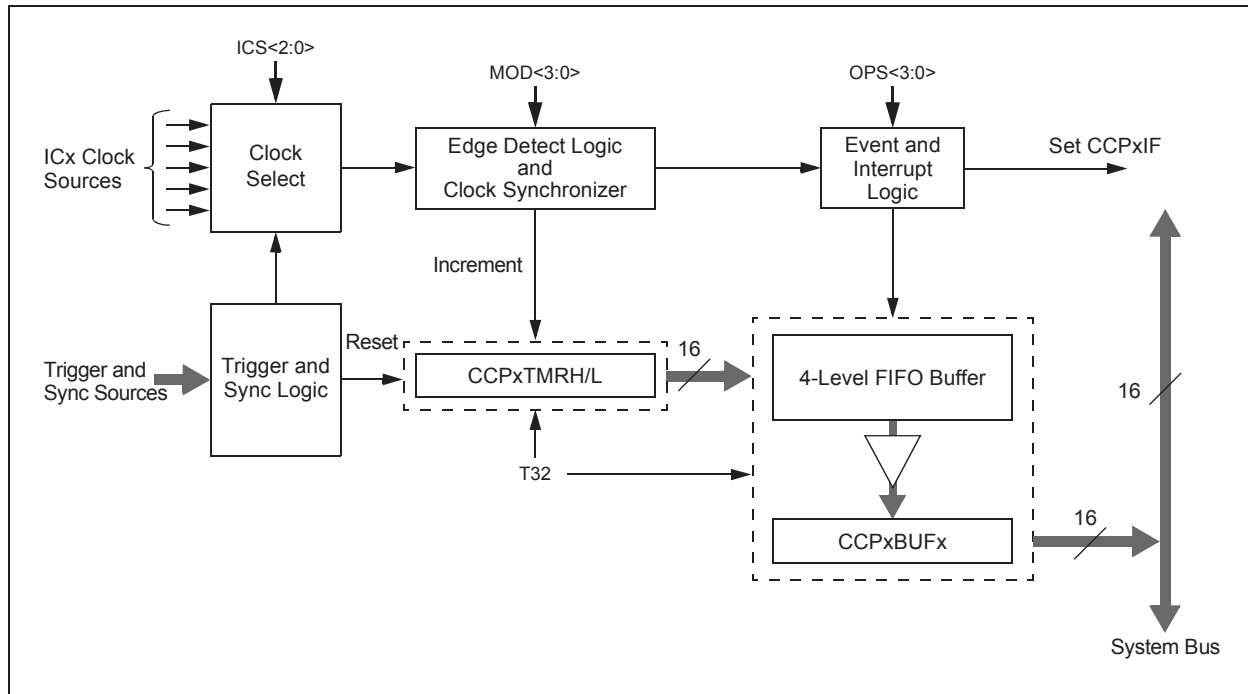 ICS<2:0>
MOD<3:0>
OPS<3:0>
ICx Clock
Sources
Clock
Select
Edge Detect Logic
and
Clock Synchronizer
Event and
Interrupt
Logic
Set CCPxIF
Increment
Reset
16
Trigger and
Sync Sources
Trigger and
Sync Logic
CCPxTMRH/L
4-Level FIFO Buffer
16
T32
16
CCPxBUFx
System Bus